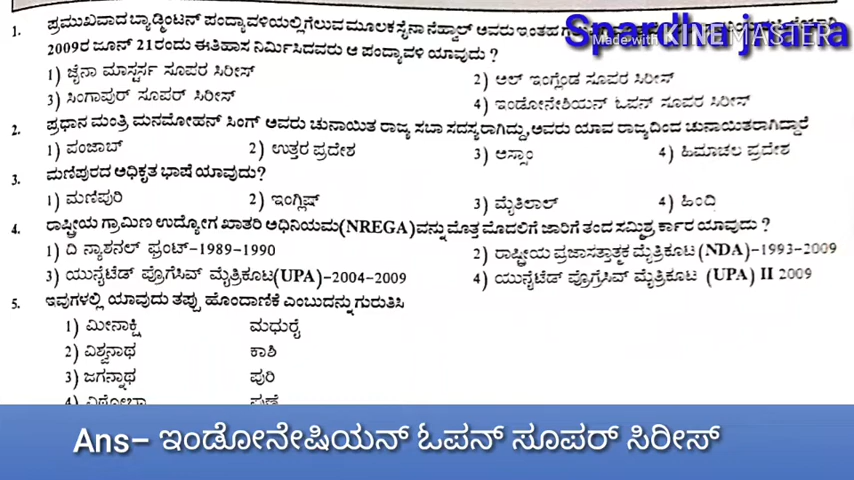 1. ಪ್ರಮುಖವಾದ ಬ್ಯಾಡ್ಮಿಂಟನ್ ಪಂದ್ಯಾವಳಿಯಲ್ಲಿ ಗೆಲುವ ಮೂಲಕ ಸೈನಾ ನೆಹ್ವಾಲ್ ಅವರು ಇಂತಹ
Spardha jsara
Made with KINEMASTER
2009ರ ಜೂನ್ 21ರಂದು ಈತಿಹಾಸ ನಿರ್ಮಿಸಿದವರು ಆ ಪಂದ್ಯಾವಳಿ ಯಾವುದು ?
1) ಚೈನಾ ಮಾಸ್ಟರ್ಸ ಸೂಪರ ಸಿರೀಸ್ 2) ಆಲ್ ಇಂಗ್ಲೆಂಡ ಸೂಪರ ಸಿರೀಸ್
3) ಸಿಂಗಾಪುರ್ ಸೂಪರ್ ಸಿರೀಸ್ 4) ಇಂಡೋನೇಶಿಯನ್ ಓಪನ್ ಸೂಪರ ಸಿರೀಸ್
2. ಪ್ರಧಾನ ಮಂತ್ರಿ ಮನಮೋಹನ್ ಸಿಂಗ್ ಅವರು ಚುನಾಯಿತ ರಾಜ್ಯ ಸಬಾ ಸದಸ್ಯರಾಗಿದ್ದು,ಅವರು ಯಾವ ರಾಜ್ಯದಿಂದ ಚುನಾಯಿತರಾಗಿದ್ದಾರೆ
1) ಪಂಜಾಬ್ 2) ಉತ್ತರ ಪ್ರದೇಶ 3) ಆಸ್ಸಾಂ 4) ಹಿಮಾಚಲ ಪ್ರದೇಶ
3. ಮಣಿಪುರದ ಅಧಿಕೃತ ಭಾಷೆ ಯಾವುದು?
1) ಮಣಿಪುರಿ 2) ಇಂಗ್ಲಿಷ್ 3) ಮೈತಿಲಾಲ್ 4) ಹಿಂದಿ
4. ರಾಷ್ಟ್ರೀಯ ಗ್ರಾಮಿಣ ಉದ್ಯೋಗ ಖಾತರಿ ಅಧಿನಿಯಮ(NREGA)ವನ್ನು ಮೊತ್ತ ಮೊದಲಿಗೆ ಜಾರಿಗೆ ತಂದ ಸಮ್ಮಿಶ್ರ ರ್ಕಾರ ಯಾವುದು ?
1) ದಿ ನ್ಯಾಶನಲ್ ಫ್ರಂಟ್-1989-1990 2) ರಾಷ್ಟ್ರೀಯ ಪ್ರಜಾಸತ್ತಾತ್ಮಕ ಮೈತ್ರಿಕೂಟ (NDA)-1993-2009
3) ಯುನೈಟೆಡ್ ಪ್ರೊಗೆಸಿವ್ ಮೈತ್ರಿಕೂಟ(UPA)-2004-2009 4) ಯುನೈಟೆಡ್ ಪ್ರೊಗ್ರೆಸಿವ್ ಮೈತ್ರಿಕೂಟ (UPA) II 2009
5. ಇವುಗಳಲ್ಲಿ ಯಾವುದು ತಪ್ಪು ಹೊಂದಾಣಿಕೆ ಎಂಬುದನ್ನು ಗುರುತಿಸಿ
1) ಮೀನಾಕ್ಷಿ ಮಧುರೈ
2) ವಿಶ್ವನಾಥ ಕಾಶಿ
3) ಜಗನ್ನಾಥ ಪುರಿ
4)
Ans- ಇಂಡೋನೇಷಿಯನ್ ಓಪನ್ ಸೂಪರ್ ಸಿರೀಸ್